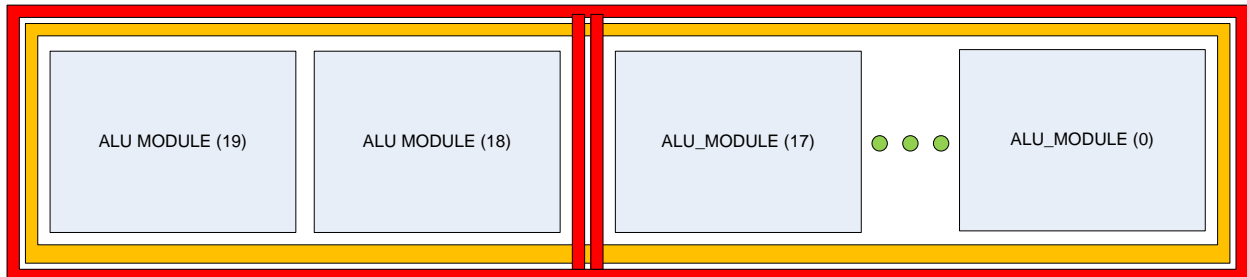 ALU MODULE (19)
ALU MODULE (18)
ALU_MODULE (17)
ALU_MODULE (0)